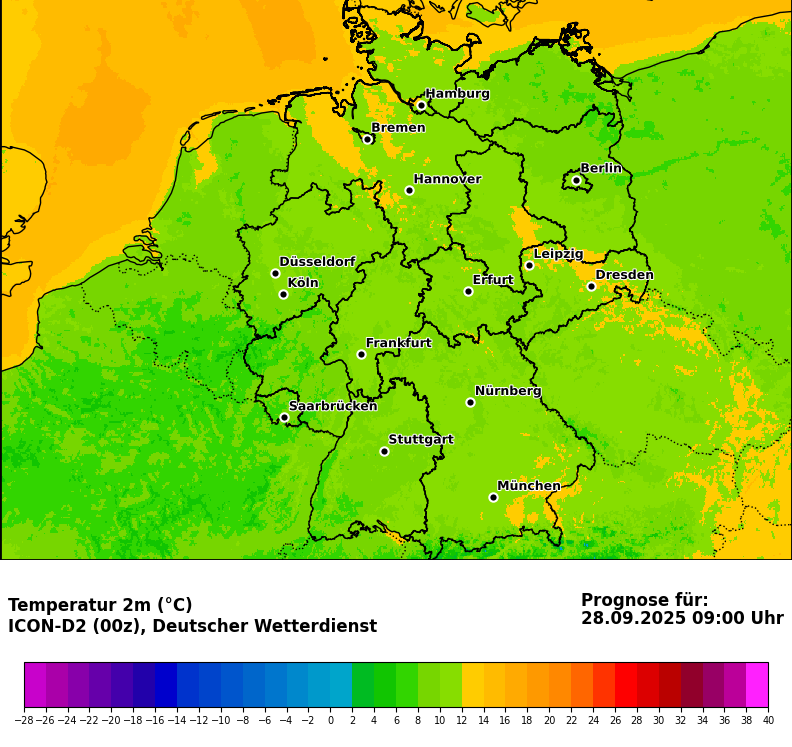 Hamburg
Bremen
Berlin
Hannover
Düsseldorf
Leipzig
Köln
Erfurt
Dresden
Frankfurt
Nürnberg
Saarbrücken
Stuttgart
München
Temperatur 2m (°C)
ICON-D2 (00z), Deutscher Wetterdienst
Prognose für:
28.09.2025 09:00 Uhr
−28 −26 −24 −22 −20 −18 −16 −14 −12 −10 −8 −6 −4 −2 0 2 4 6 8 10 12 14 16 18 20 22 24 26 28 30 32 34 36 38 40